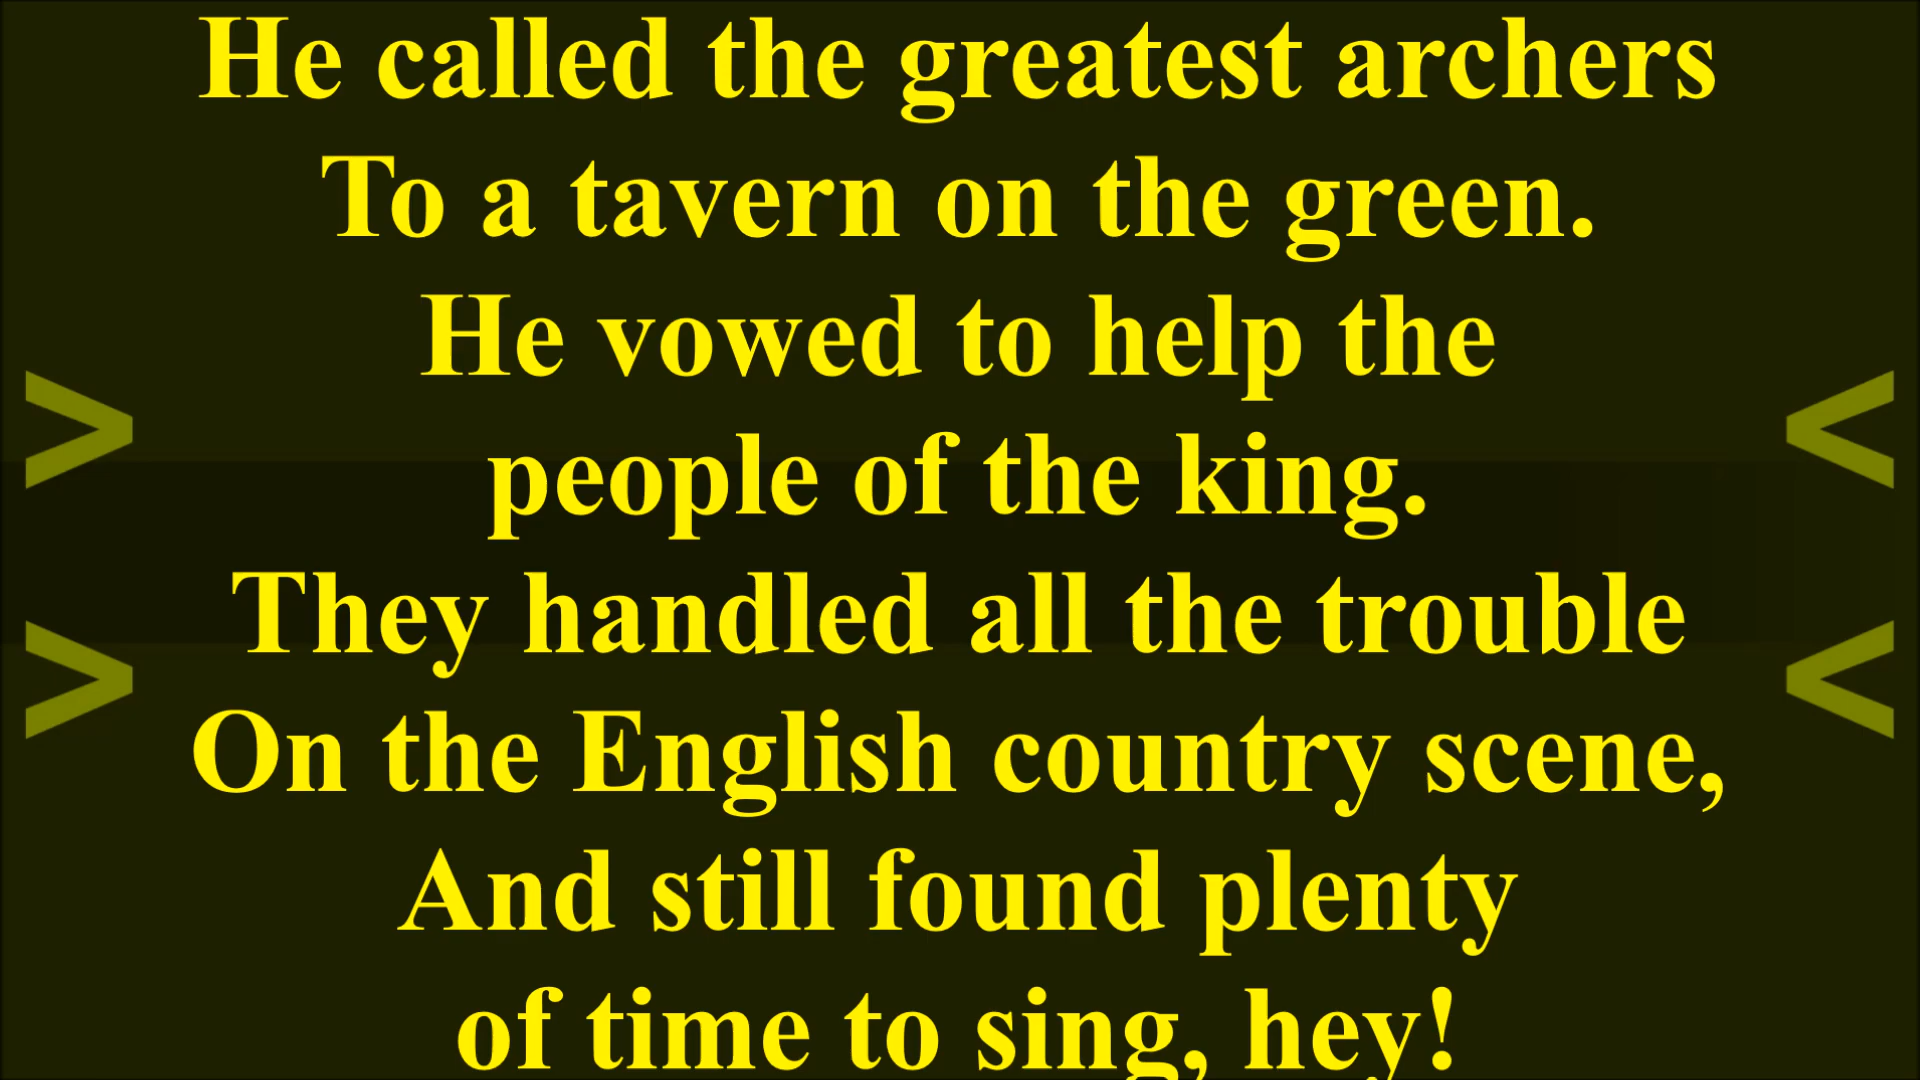 He called the greatest archers
To a tavern on the green.
He vowed to help the
people of the king.
They handled all the trouble
On the English country scene,
And still found plenty
of time to sing, hey!